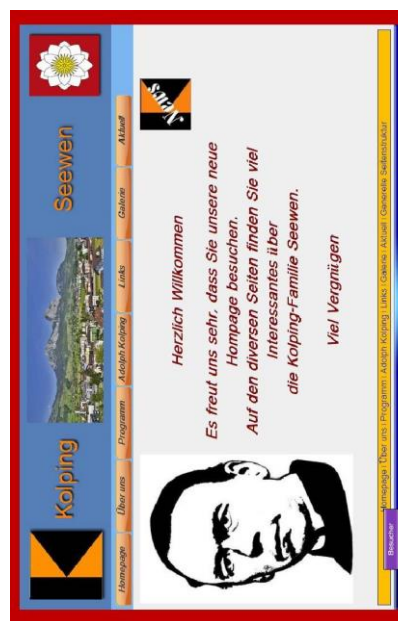 Kolping
Seewen
Homepage
Über uns
Programm
Adolph Kolping
Links
Galerie
Aktuell
News
Herzlich Willkommen
Es freut uns sehr, dass Sie unsere neue
Hompage besuchen.
Auf den diversen Seiten finden Sie viel
Interessantes über
die Kolping-Familie Seewen.
Viel Vergnügen
Homepage | Über uns | Programm | Adolph Kolping | Links | Galerie | Aktuell | Generelle Seitenstruktur
Besucher